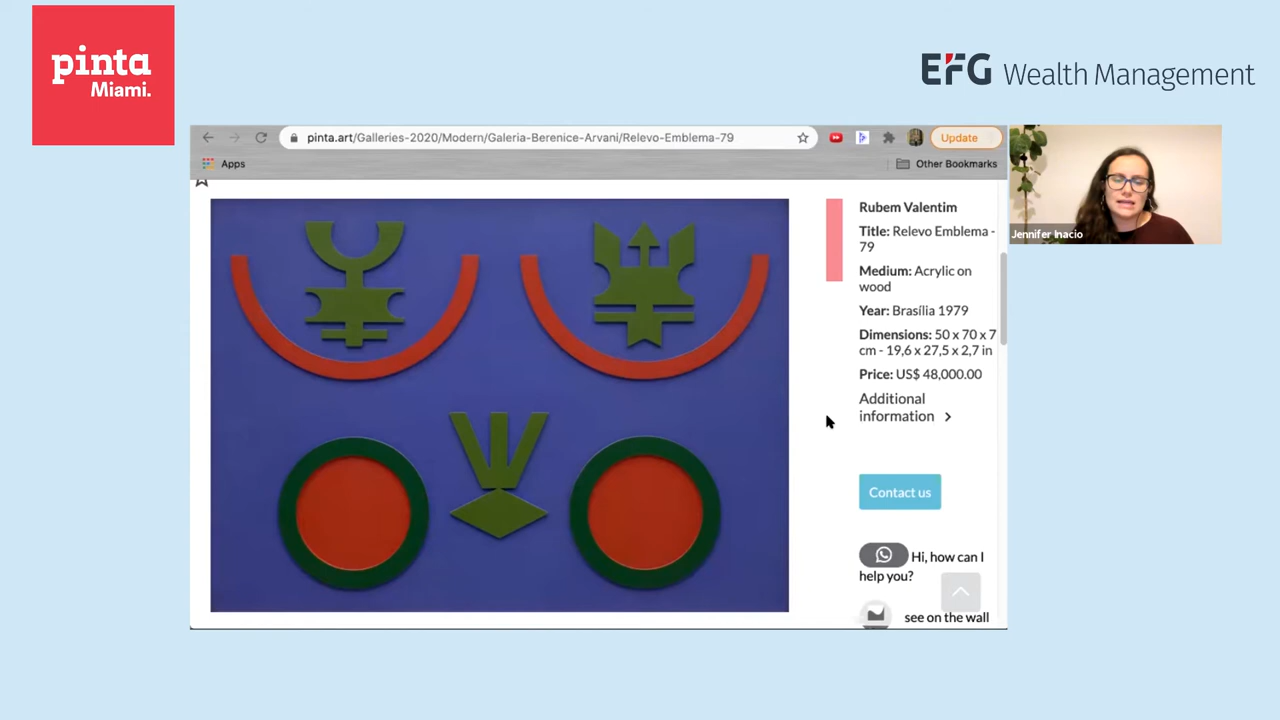 pinta
Miami.
EFG Wealth Management
pinta.art/Galleries-2020/Modern/Galeria-Berenice-Arvani/Relevo-Emblema-79
Update
Apps
Other Bookmarks
Rubem Valentim
Title: Relevo Emblema -
79
Medium: Acrylic on
wood
Year: Brasília 1979
Dimensions: 50 x 70 x 7
cm - 19,6 x 27,5 x 2,7 in
Price: US$ 48,000.00
Additional
information
Contact us
Hi, how can I
help you?
see on the wall
Jennifer Inacio